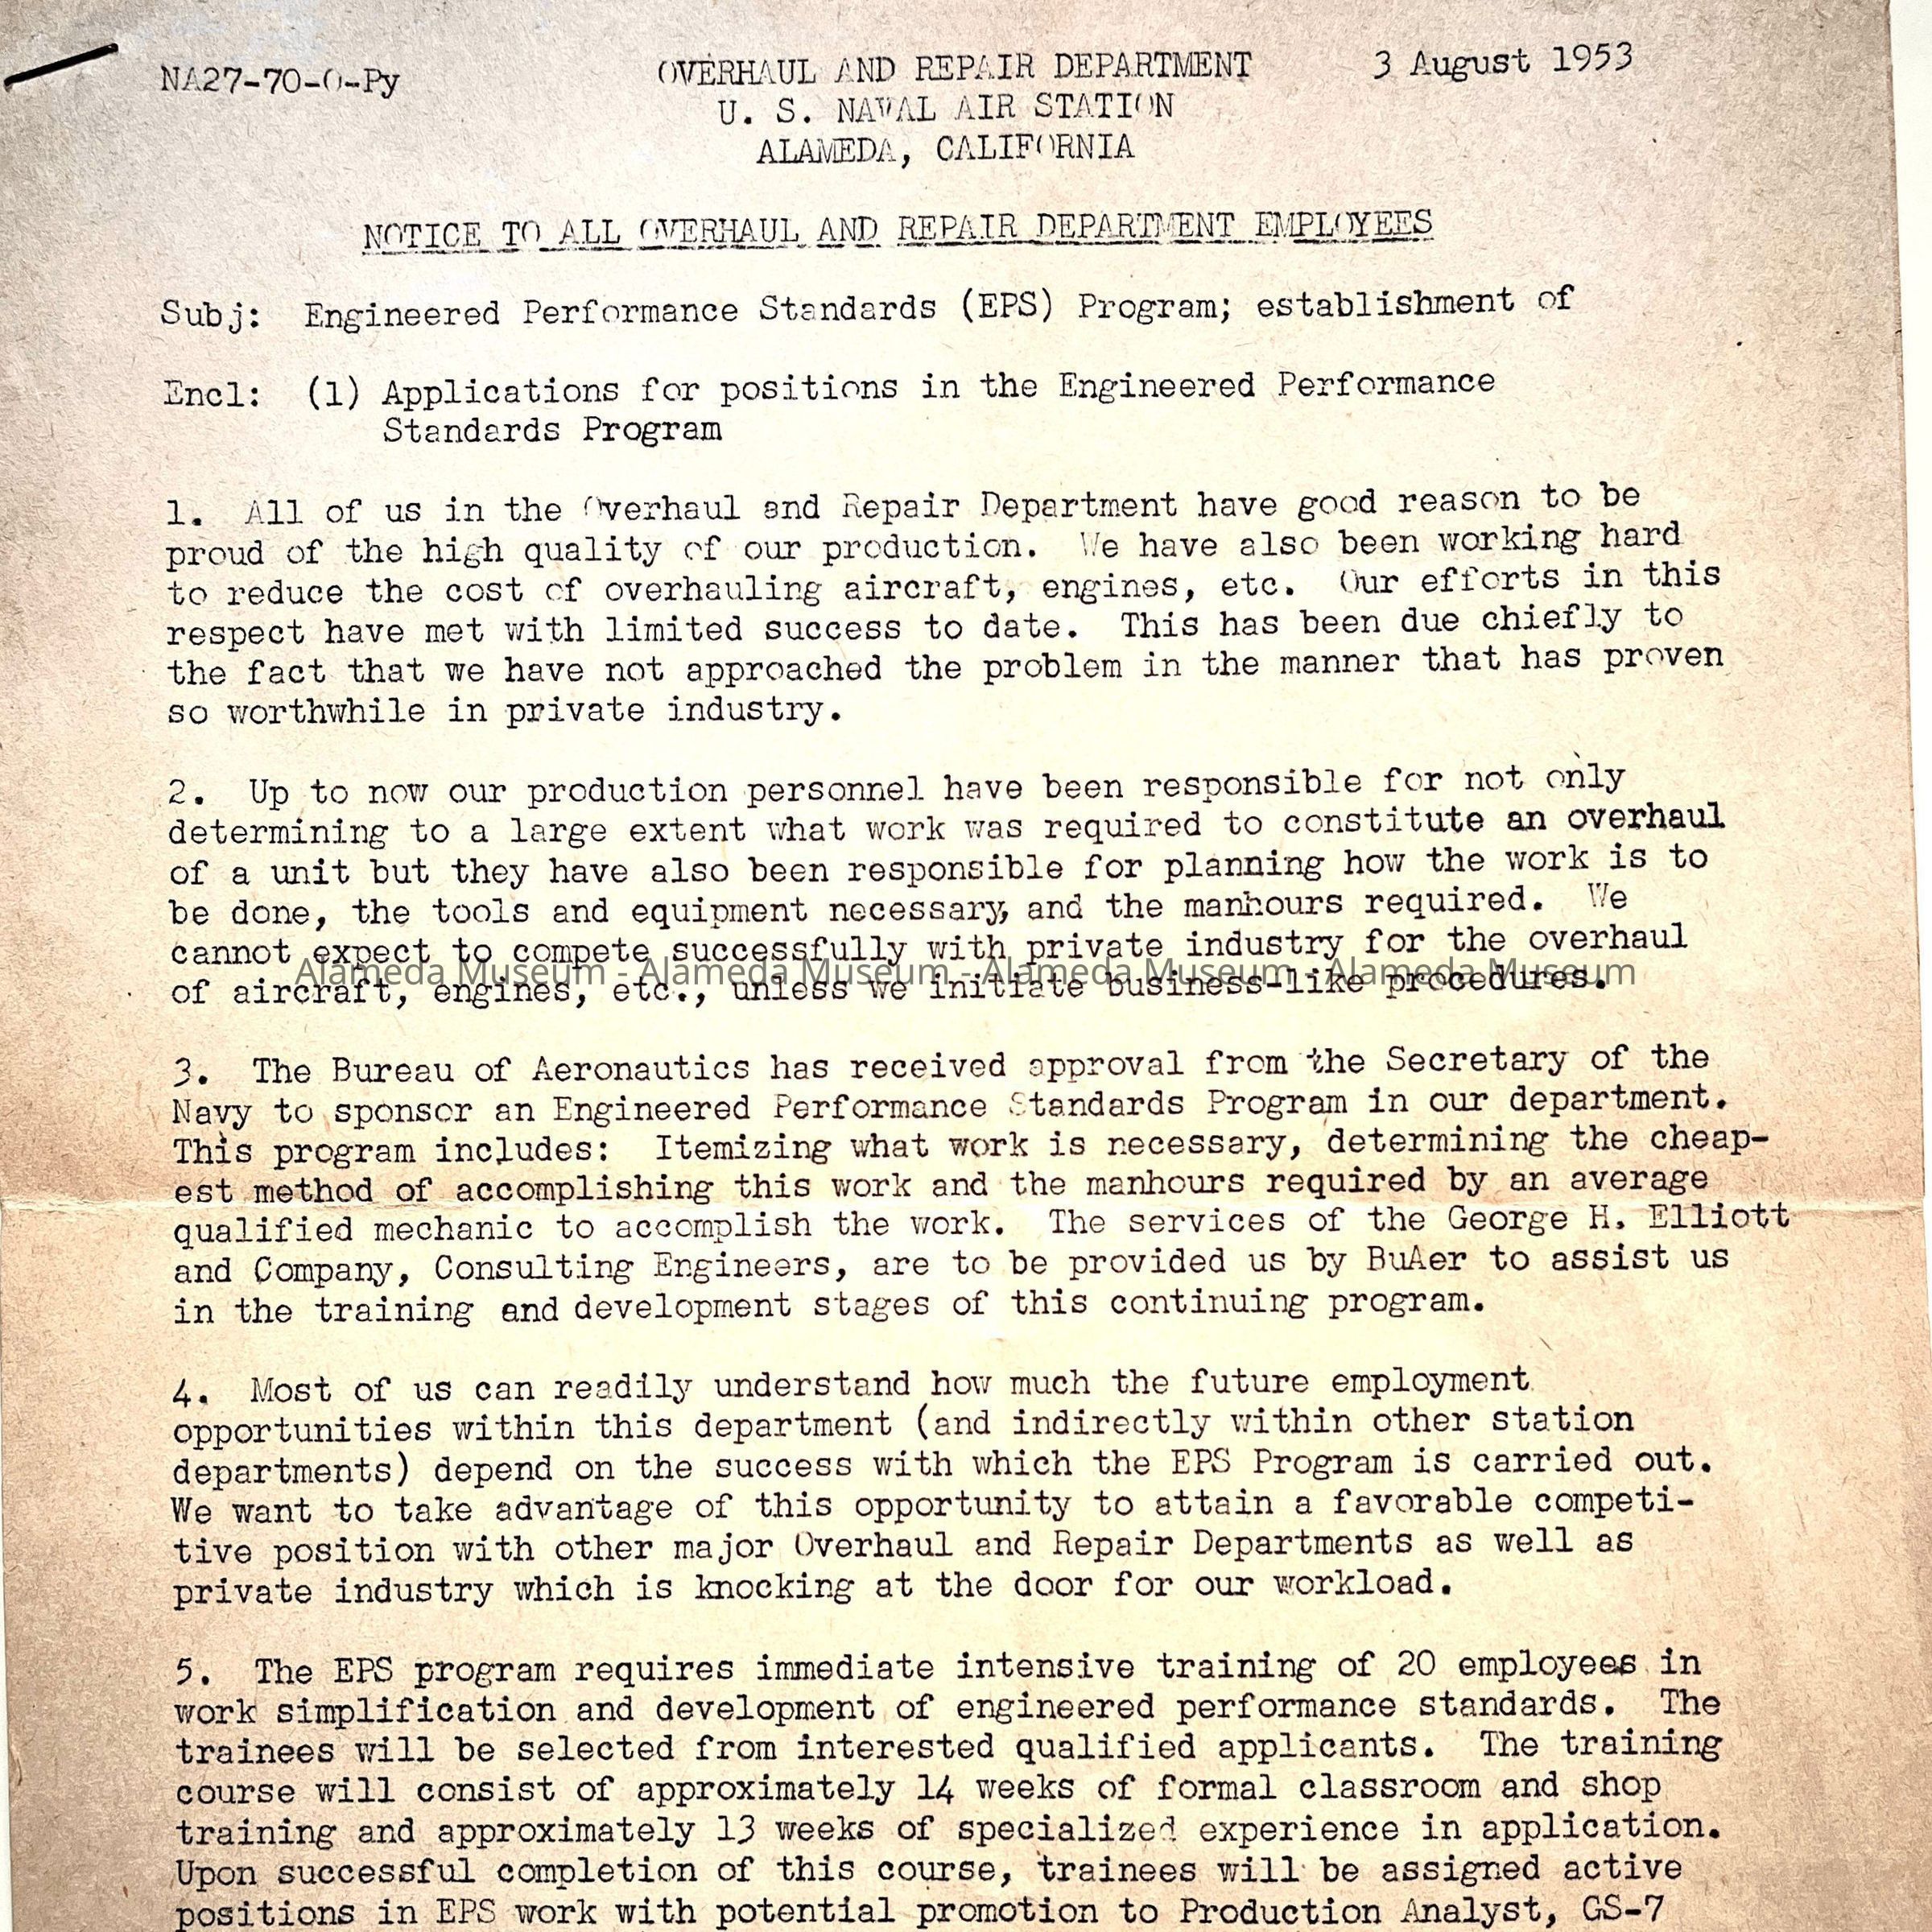 NA27-70-O-Py OVERHAUL AND REPAIR DEPARTMENT 3 August 1953
U. S. NAVAL AIR STATION
ALAMEDA, CALIFORNIA
NOTICE TO ALL OVERHAUL AND REPAIR DEPARTMENT EMPLOYEES
Subj: Engineered Performance Standards (EPS) Program; establishment of
Encl: (1) Applications for positions in the Engineered Performance
Standards Program
1. All of us in the Overhaul and Repair Department have good reason to be
proud of the high quality of our production. We have also been working hard
to reduce the cost of overhauling aircraft, engines, etc. Our efforts in this
respect have met with limited success to date. This has been due chiefly to
the fact that we have not approached the problem in the manner that has proven
so worthwhile in private industry.
2. Up to now our production personnel have been responsible for not only
determining to a large extent what work was required to constitute an overhaul
of a unit but they have also been responsible for planning how the work is to
be done, the tools and equipment necessary, and the manhours required. We
cannot expect to compete successfully with private industry for the overhaul
Alameda Museum - Alameda Museum - Alameda Museum - Alameda Museum
of aircraft, engines, etc., unless we initiate business-like procedures.
3. The Bureau of Aeronautics has received approval from the Secretary of the
Navy to sponsor an Engineered Performance Standards Program in our department.
This program includes: Itemizing what work is necessary, determining the cheap-
est method of accomplishing this work and the manhours required by an average
qualified mechanic to accomplish the work. The services of the George H. Elliott
and Company, Consulting Engineers, are to be provided us by BuAer to assist us
in the training and development stages of this continuing program.
4. Most of us can readily understand how much the future employment
opportunities within this department (and indirectly within other station
departments) depend on the success with which the EPS Program is carried out.
We want to take advantage of this opportunity to attain a favorable competi-
tive position with other major Overhaul and Repair Departments as well as
private industry which is knocking at the door for our workload.
5. The EPS program requires immediate intensive training of 20 employees in
work simplification and development of engineered performance standards. The
trainees will be selected from interested qualified applicants. The training
course will consist of approximately 14 weeks of formal classroom and shop
training and approximately 13 weeks of specialized experience in application.
Upon successful completion of this course, trainees will be assigned active
positions in EPS work with potential promotion to Production Analyst, GS-7